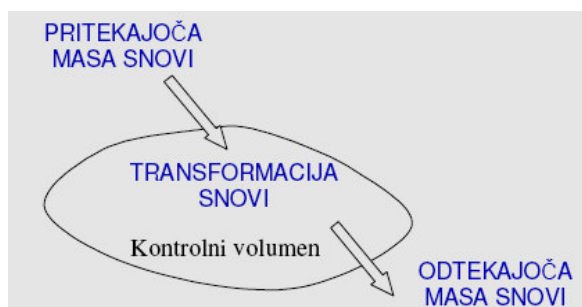 PRITEKAJOČA
MASA SNOVI
TRANSFORMACIJA
SNOVI
Kontrolni volumen
ODTEKAJOČA
MASA SNOVI